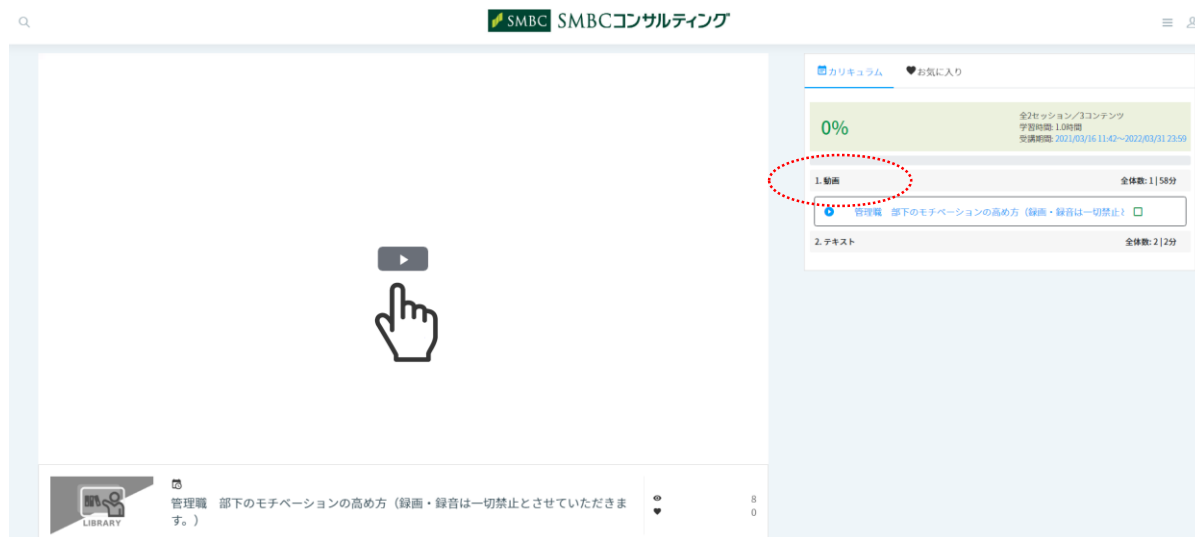 SMBC SMBCコンサルティング
カリキュラム お気に入り
0%
全2セッション／3コンテンツ
学習時間: 1.0時間
受講期間: 2021/03/16 11:42～2022/03/31 23:59
1. 動画 全体数: 1 | 58分
管理職　部下のモチベーションの高め方（録画・録音は一切禁止と
2. テキスト 全体数: 2 | 2分
LIBRARY
管理職　部下のモチベーションの高め方（録画・録音は一切禁止とさせていただきま
す。）
8
0